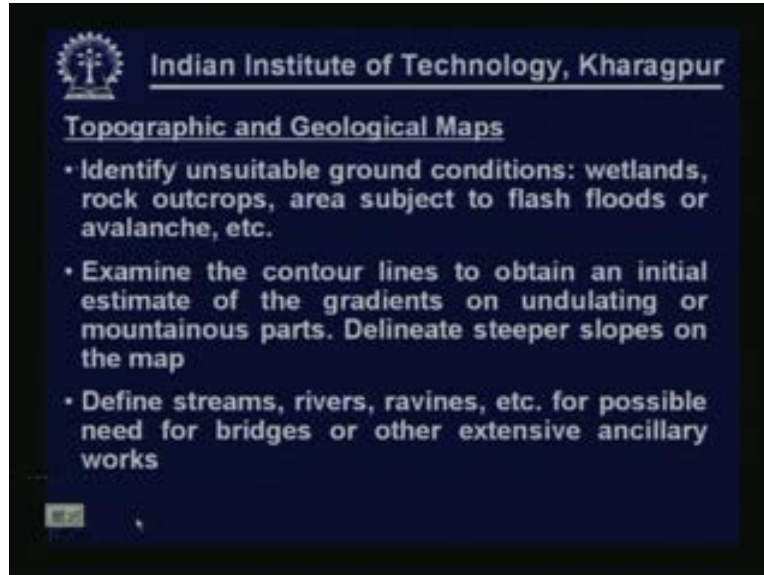 Indian Institute of Technology, Kharagpur
Topographic and Geological Maps
• Identify unsuitable ground conditions: wetlands,
rock outcrops, area subject to flash floods or
avalanche, etc.
• Examine the contour lines to obtain an initial
estimate of the gradients on undulating or
mountainous parts. Delineate steeper slopes on
the map
• Define streams, rivers, ravines, etc. for possible
need for bridges or other extensive ancillary
works